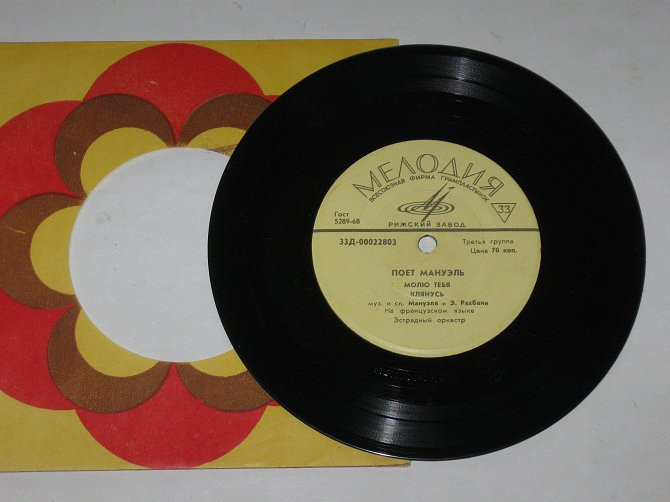 МЕЛОДИЯ
ВСЕСОЮЗНАЯ ФИРМА ГРАМПЛАСТИНОК
33
Гост
5289-68
РИЖСКИЙ ЗАВОД
33Д-00022803
Третья группа
Цена 70 коп.
ПОЕТ МАНУЭЛЬ
МОЛЮ ТЕБЯ
КЛЯНУСЬ
муз. и сл. Мануэля и Э. Рахбани
На французском языке
Эстрадный оркестр